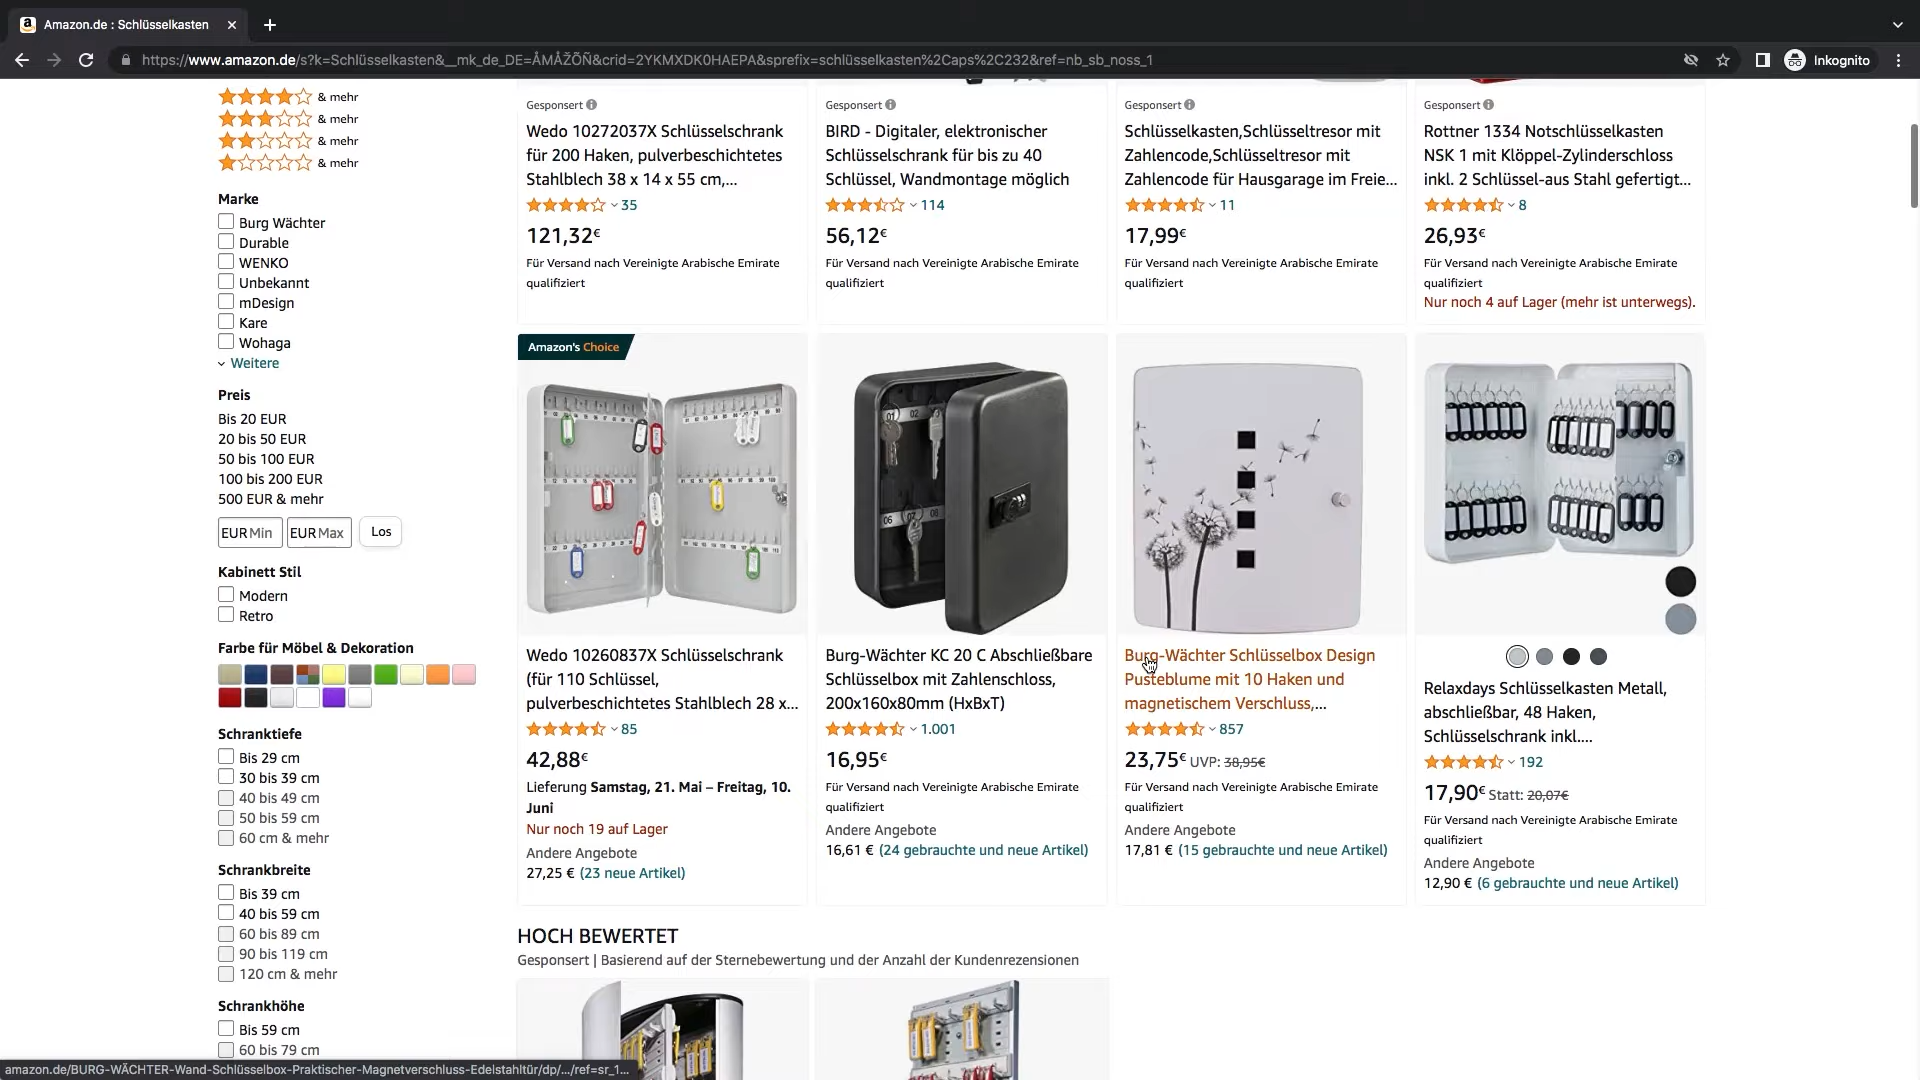 Amazon.de : Schlüsselkasten
https://www.amazon.de/s?k=Schlüsselkasten&__mk_de_DE=ÅMÅŽÕÑ&crid=2YKMXDK0HAEPA&sprefix=schlüsselkasten%2Caps%2C232&ref=nb_sb_noss_1
Inkognito
& mehr
& mehr
& mehr
& mehr
Marke
Burg Wächter
Durable
WENKO
Unbekannt
mDesign
Kare
Wohaga
Weitere
Preis
Bis 20 EUR
20 bis 50 EUR
50 bis 100 EUR
100 bis 200 EUR
500 EUR & mehr
EUR Min
EUR Max
Los
Kabinett Stil
Modern
Retro
Farbe für Möbel & Dekoration
Schranktiefe
Bis 29 cm
30 bis 39 cm
40 bis 49 cm
50 bis 59 cm
60 cm & mehr
Schrankbreite
Bis 39 cm
40 bis 59 cm
60 bis 89 cm
90 bis 119 cm
120 cm & mehr
Schrankhöhe
Bis 59 cm
60 bis 79 cm
Gesponsert
Wedo 10272037X Schlüsselschrank
für 200 Haken, pulverbeschichtetes
Stahlblech 38 x 14 x 55 cm,...
35
121,32€
Für Versand nach Vereinigte Arabische Emirate
qualifiziert
Gesponsert
BIRD - Digitaler, elektronischer
Schlüsselschrank für bis zu 40
Schlüssel, Wandmontage möglich
114
56,12€
Für Versand nach Vereinigte Arabische Emirate
qualifiziert
Gesponsert
Schlüsselkasten,Schlüsseltresor mit
Zahlencode,Schlüsseltresor mit
Zahlencode für Hausgarage im Freie...
11
17,99€
Für Versand nach Vereinigte Arabische Emirate
qualifiziert
Gesponsert
Rottner 1334 Notschlüsselkasten
NSK 1 mit Klöppel-Zylinderschloss
inkl. 2 Schlüssel-aus Stahl gefertigt...
8
26,93€
Für Versand nach Vereinigte Arabische Emirate
qualifiziert
Nur noch 4 auf Lager (mehr ist unterwegs).
Amazon's Choice
Wedo 10260837X Schlüsselschrank
(für 110 Schlüssel,
pulverbeschichtetes Stahlblech 28 x...
85
42,88€
Lieferung Samstag, 21. Mai – Freitag, 10.
Juni
Nur noch 19 auf Lager
Andere Angebote
27,25 € (23 neue Artikel)
01 02
06 07 08
Burg-Wächter KC 20 C Abschließbare
Schlüsselbox mit Zahlenschloss,
200x160x80mm (HxBxT)
1.001
16,95€
Für Versand nach Vereinigte Arabische Emirate
qualifiziert
Andere Angebote
16,61 € (24 gebrauchte und neue Artikel)
Burg-Wächter Schlüsselbox Design
Pusteblume mit 10 Haken und
magnetischem Verschluss,...
857
23,75€ UVP: 38,95€
Für Versand nach Vereinigte Arabische Emirate
qualifiziert
Andere Angebote
17,81 € (15 gebrauchte und neue Artikel)
Relaxdays Schlüsselkasten Metall,
abschließbar, 48 Haken,
Schlüsselschrank inkl....
192
17,90€ Statt: 20,07€
Für Versand nach Vereinigte Arabische Emirate
qualifiziert
Andere Angebote
12,90 € (6 gebrauchte und neue Artikel)
HOCH BEWERTET
Gesponsert | Basierend auf der Sternebewertung und der Anzahl der Kundenrezensionen
amazon.de/BURG-WÄCHTER-Wand-Schlüsselbox-Praktischer-Magnetverschluss-Edelstahltür/dp/.../ref=sr_1...